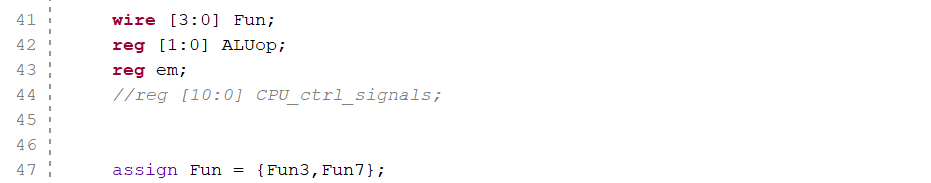 41 wire [3:0] Fun;
42 reg [1:0] ALUop;
43 reg em;
44 //reg [10:0] CPU_ctrl_signals;
45
46
47 assign Fun = {Fun3,Fun7};